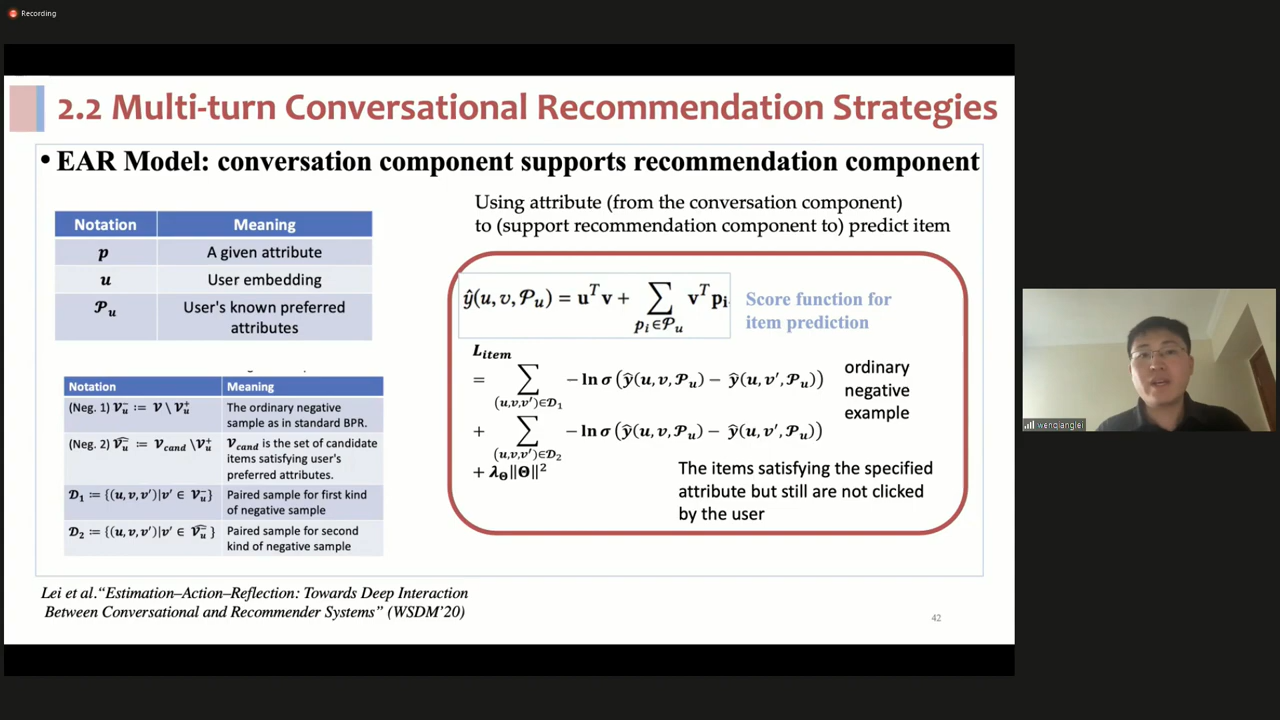 Recording
2.2 Multi-turn Conversational Recommendation Strategies
• EAR Model: conversation component supports recommendation component
Using attribute (from the conversation component)
to (support recommendation component to) predict item
Notation Meaning
p A given attribute
u User embedding
𝒫ᵤ User's known preferred
attributes
ŷ(u, v, 𝒫ᵤ) = uᵀv + ∑ vᵀpᵢ
pᵢ∈𝒫ᵤ
Score function for
item prediction
L_item
= ∑ − ln σ (ŷ(u, v, 𝒫ᵤ) − ŷ(u, v′, 𝒫ᵤ))
(u,v,v′)∈𝒟₁
+ ∑ − ln σ (ŷ(u, v, 𝒫ᵤ) − ŷ(u, v′, 𝒫ᵤ))
(u,v,v′)∈𝒟₂
+ λ_Θ‖Θ‖²
ordinary
negative
example
The items satisfying the specified
attribute but still are not clicked
by the user
Notation Meaning
(Neg. 1) 𝒱ᵤ⁻ := 𝒱 \ 𝒱ᵤ⁺ The ordinary negative
sample as in standard BPR.
(Neg. 2) 𝒱̂ᵤ⁻ := 𝒱_cand \𝒱ᵤ⁺ 𝒱_cand is the set of candidate
items satisfying user's
preferred attributes.
𝒟₁ := {(u, v, v′)|v′ ∈ 𝒱ᵤ⁻} Paired sample for first kind
of negative sample
𝒟₂ := {(u, v, v′)|v′ ∈ 𝒱̂ᵤ⁻ } Paired sample for second
kind of negative sample
Lei et al.“Estimation–Action–Reflection: Towards Deep Interaction
Between Conversational and Recommender Systems” (WSDM’20)
42
wenqianglei